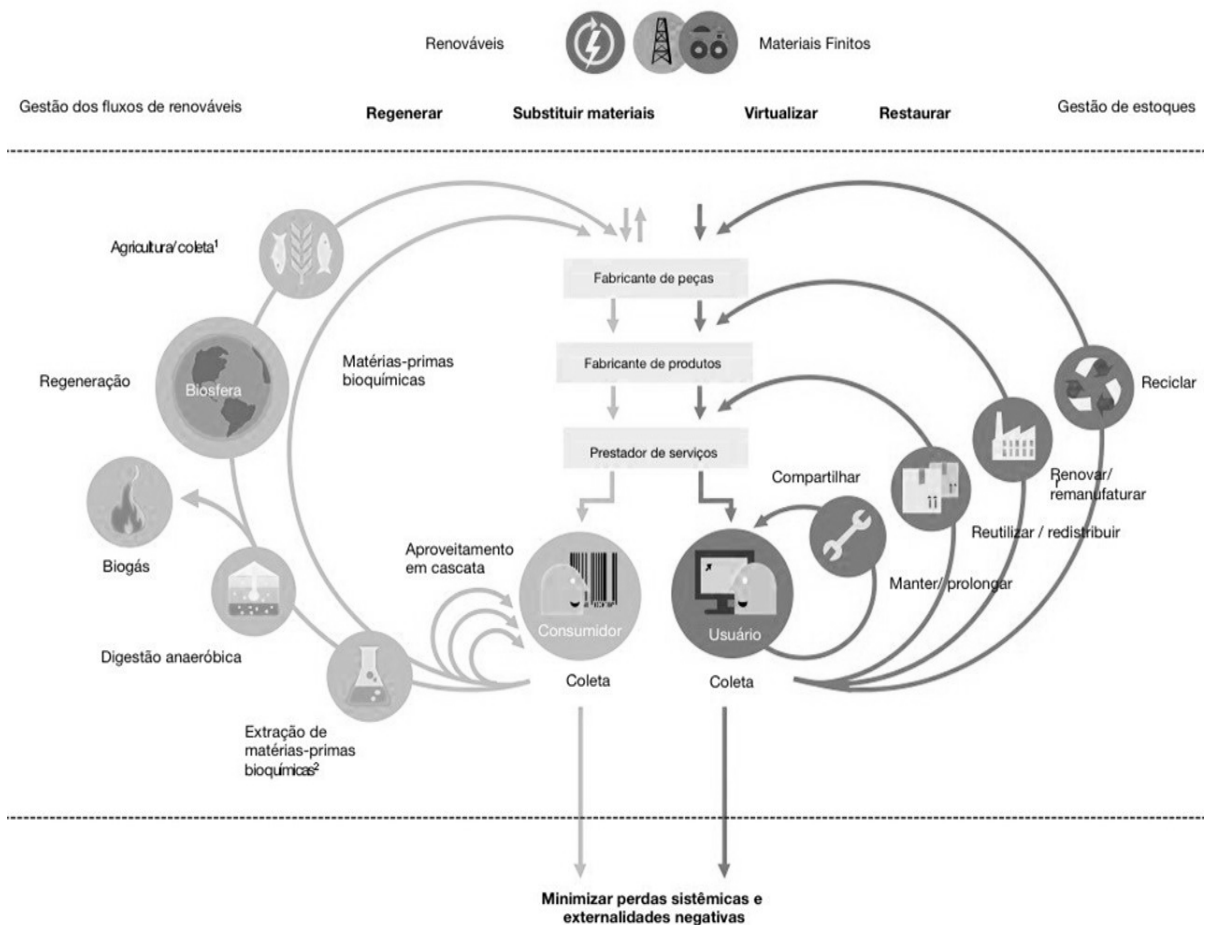 Renováveis
Materiais Finitos
Gestão dos fluxos de renováveis
Regenerar
Substituir materiais
Virtualizar
Restaurar
Gestão de estoques
Agricultura/coleta¹
Fabricante de peças
Matérias-primas
bioquímicas
Fabricante de produtos
Regeneração
Biosfera
Reciclar
Prestador de serviços
Compartilhar
Renovar/
remanufaturar
Reutilizar / redistribuir
Biogás
Aproveitamento
em cascata
Manter/ prolongar
Consumidor
Usuário
Digestão anaeróbica
Coleta
Coleta
Extração de
matérias-primas
bioquímicas²
Minimizar perdas sistêmicas e
externalidades negativas